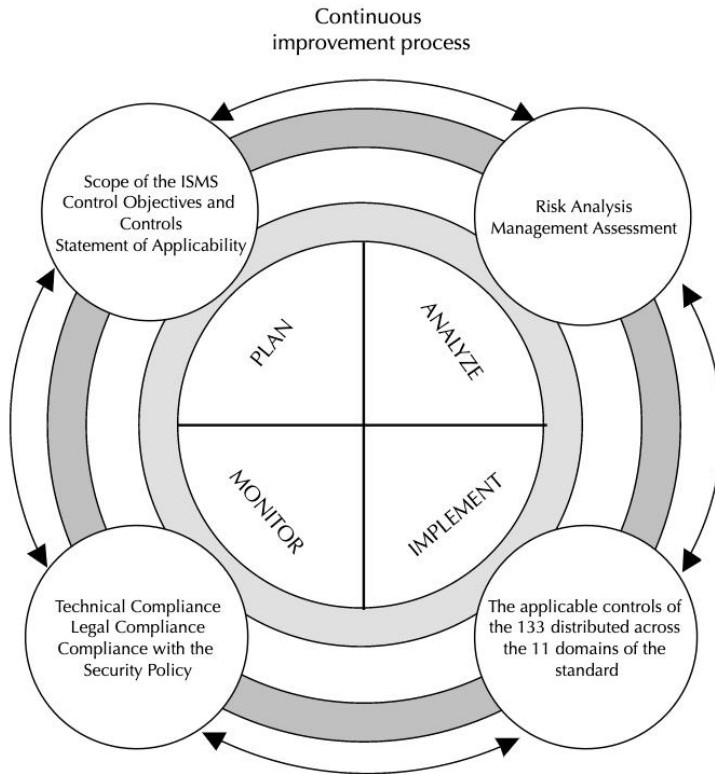 Continuous
improvement process
Scope of the ISMS
Control Objectives and
Controls
Statement of Applicability
Risk Analysis
Management Assessment
PLAN
ANALYZE
MONITOR
IMPLEMENT
Technical Compliance
Legal Compliance
Compliance with the
Security Policy
The applicable controls of
the 133 distributed across
the 11 domains of the
standard